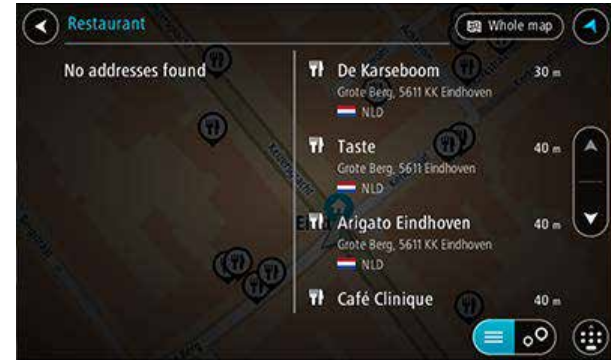 Restaurant
Whole map
No addresses found
De Karseboom
30 m
Grote Berg, 5611 KK Eindhoven
NLD
Taste
40 m
Grote Berg, 5611 Eindhoven
NLD
Arigato Eindhoven
40 m
Grote Berg, 5611 KK Eindhoven
NLD
Café Clinique
40 m